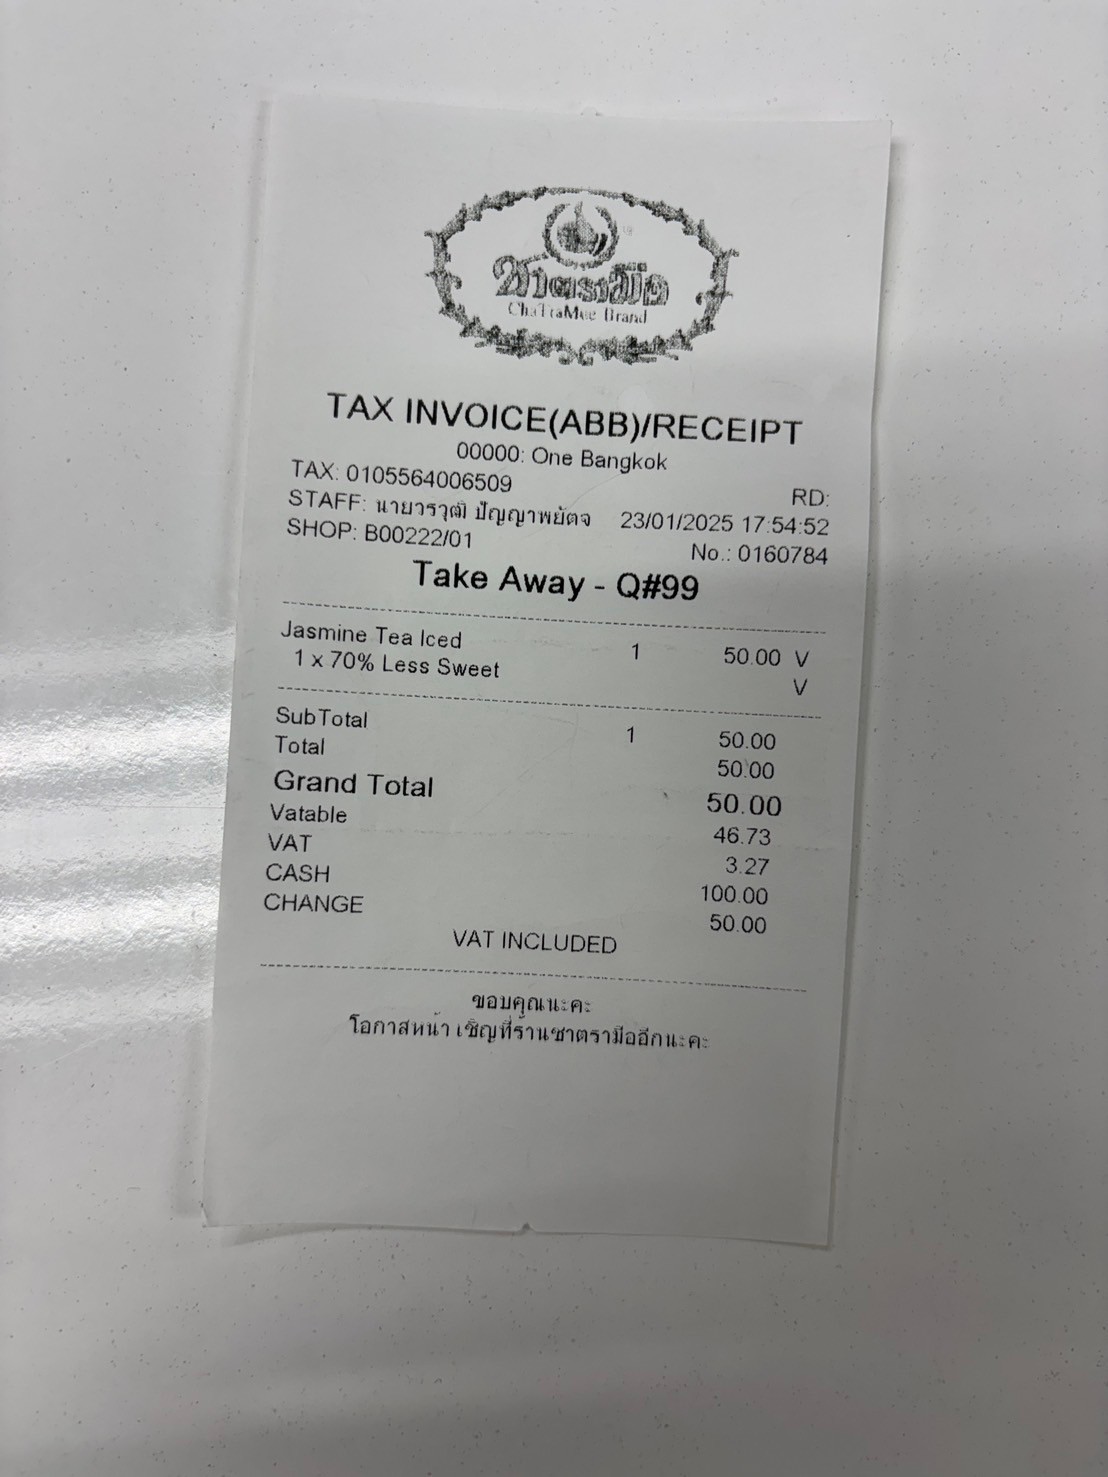 ชาตรามือ
ChaTraMue Brand
TAX INVOICE(ABB)/RECEIPT
00000: One Bangkok
TAX: 0105564006509 RD:
STAFF: นายวรวุฒิ ปัญญาพยัตจ 23/01/2025 17:54:52
SHOP: B00222/01 No.: 0160784
Take Away - Q#99
Jasmine Tea Iced 1 50.00 V
1 x 70% Less Sweet V
SubTotal 1 50.00
Total 50.00
Grand Total 50.00
Vatable 46.73
VAT 3.27
CASH 100.00
CHANGE 50.00
VAT INCLUDED
ขอบคุณนะคะ
โอกาสหน้า เชิญที่ร้านชาตรามืออีกนะคะ